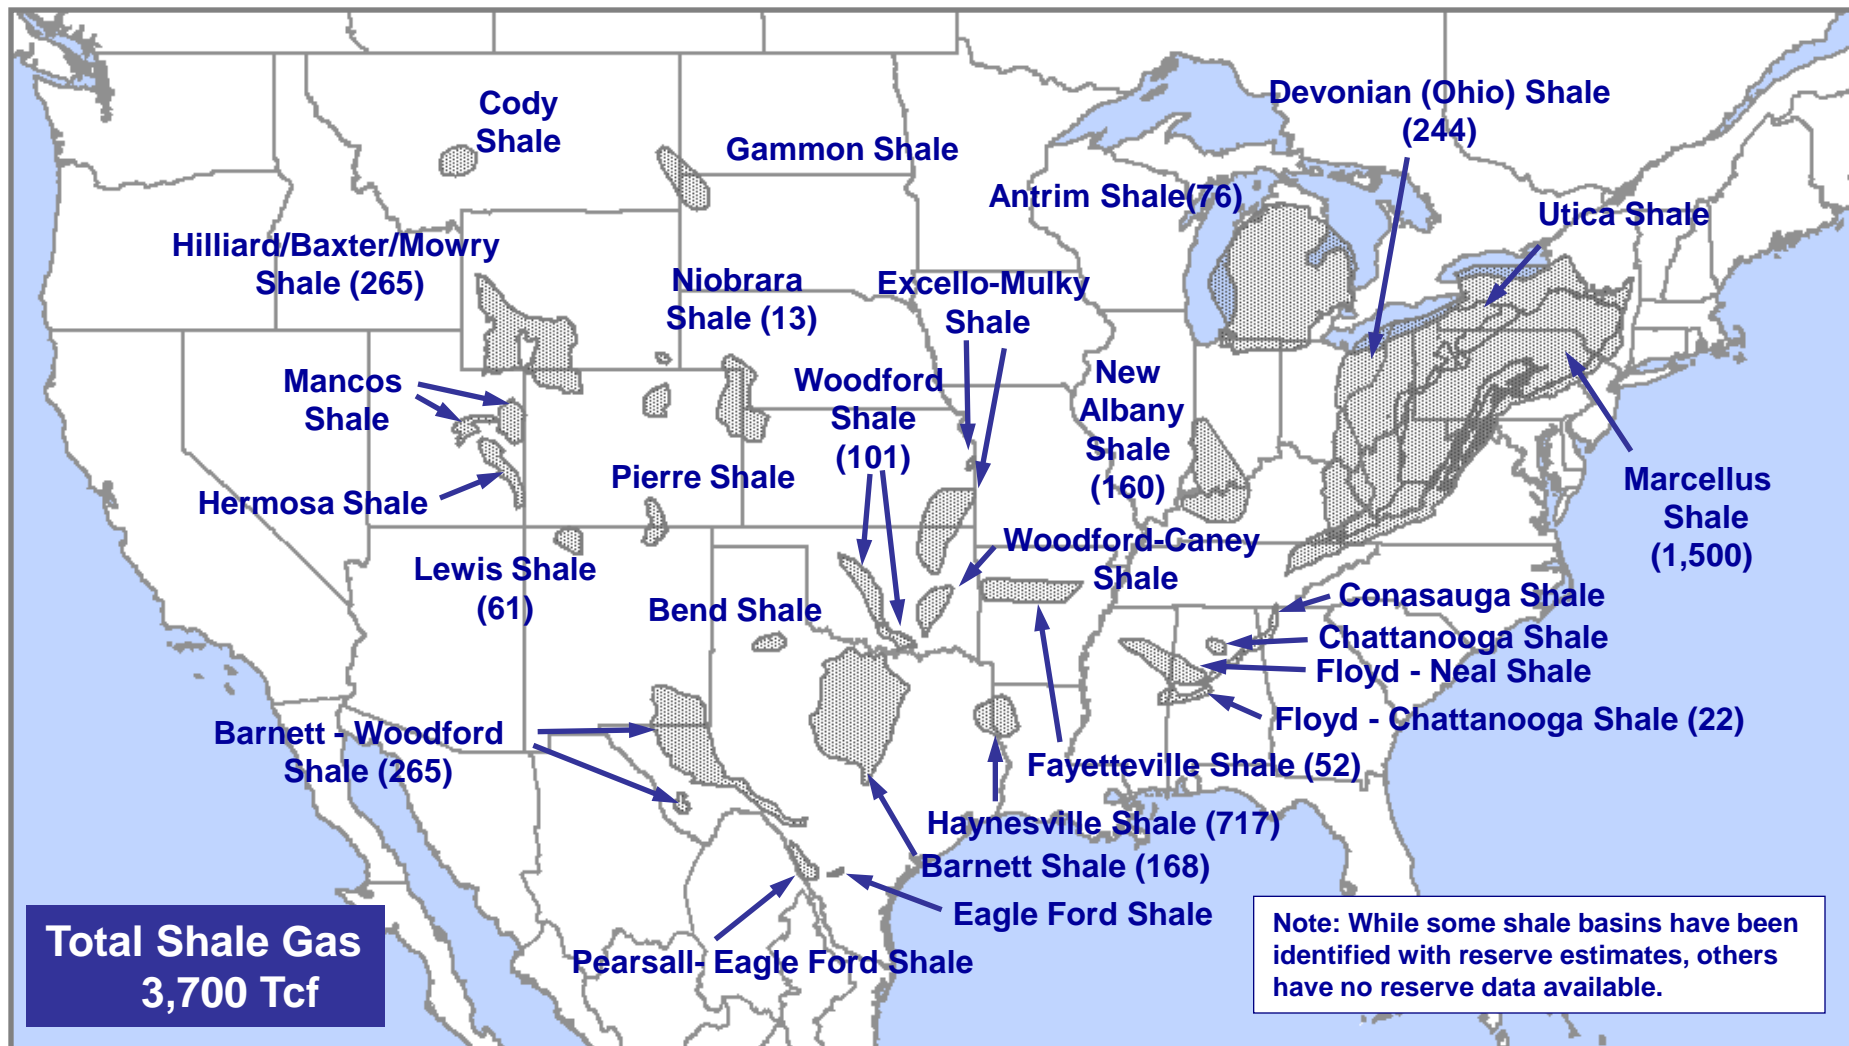 Cody
Shale
Gammon Shale
Devonian (Ohio) Shale
(244)
Antrim Shale(76)
Utica Shale
Hilliard/Baxter/Mowry
Shale (265)
Niobrara
Shale (13)
Excello-Mulky
Shale
Mancos
Shale
Woodford
Shale
(101)
New
Albany
Shale
(160)
Hermosa Shale
Pierre Shale
Marcellus
Shale
(1,500)
Lewis Shale
(61)
Bend Shale
Woodford-Caney
Shale
Conasauga Shale
Chattanooga Shale
Floyd - Neal Shale
Floyd - Chattanooga Shale (22)
Barnett - Woodford
Shale (265)
Fayetteville Shale (52)
Haynesville Shale (717)
Barnett Shale (168)
Eagle Ford Shale
Pearsall- Eagle Ford Shale
Total Shale Gas
3,700 Tcf
Note: While some shale basins have been
identified with reserve estimates, others
have no reserve data available.